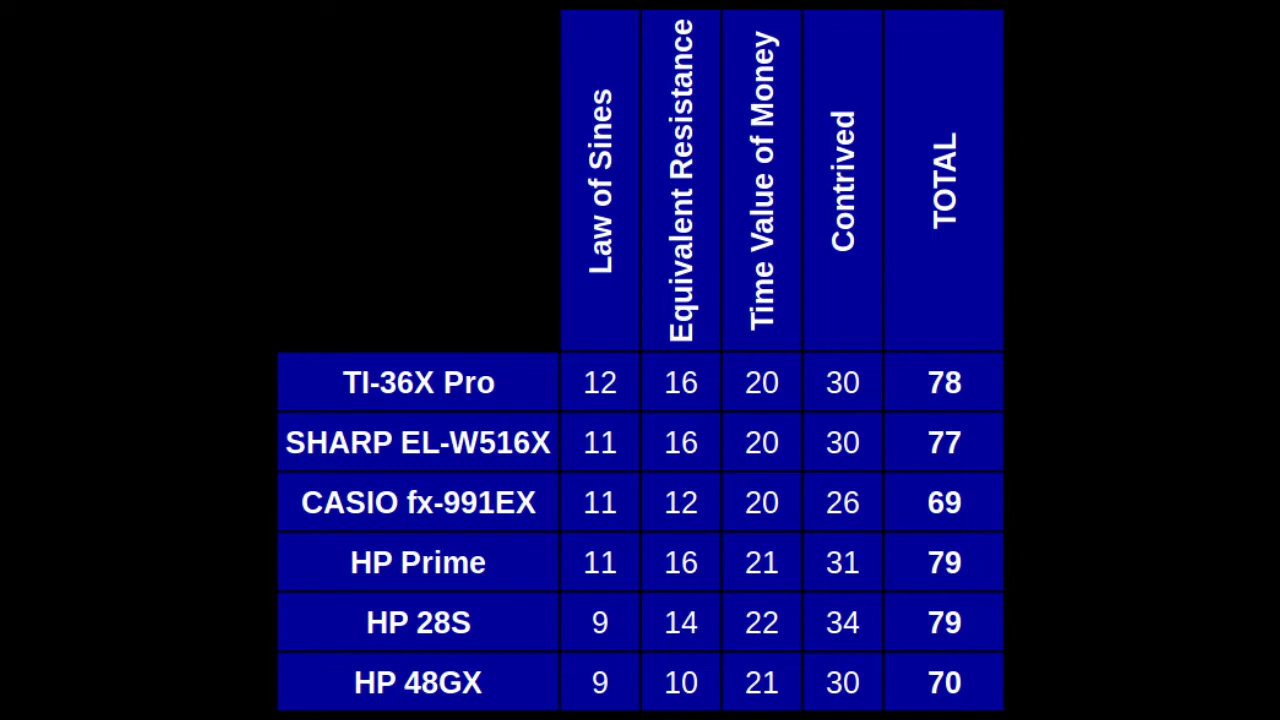 Law of Sines
Equivalent Resistance
Time Value of Money
Contrived
TOTAL
TI-36X Pro 12 16 20 30 78
SHARP EL-W516X 11 16 20 30 77
CASIO fx-991EX 11 12 20 26 69
HP Prime 11 16 21 31 79
HP 28S 9 14 22 34 79
HP 48GX 9 10 21 30 70